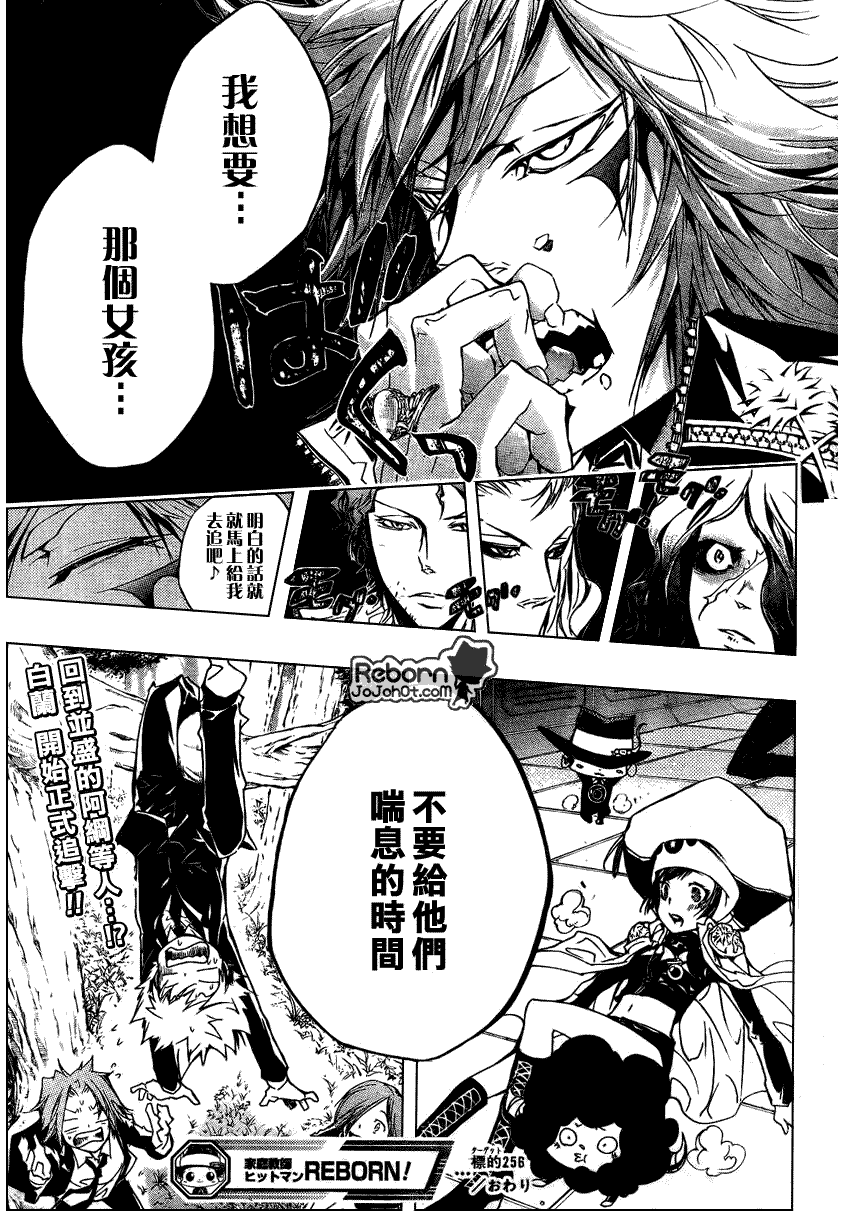 我想要…
那個女孩…
明白的話就
就馬上給我
去追吧♪
Reborn
JoJoHot.com
不要給他們
喘息的時間
回到並盛的阿綱等人…!?
白蘭 開始正式追擊!!
家庭教師
ヒットマンREBORN!
ターゲット
標的256
おわり